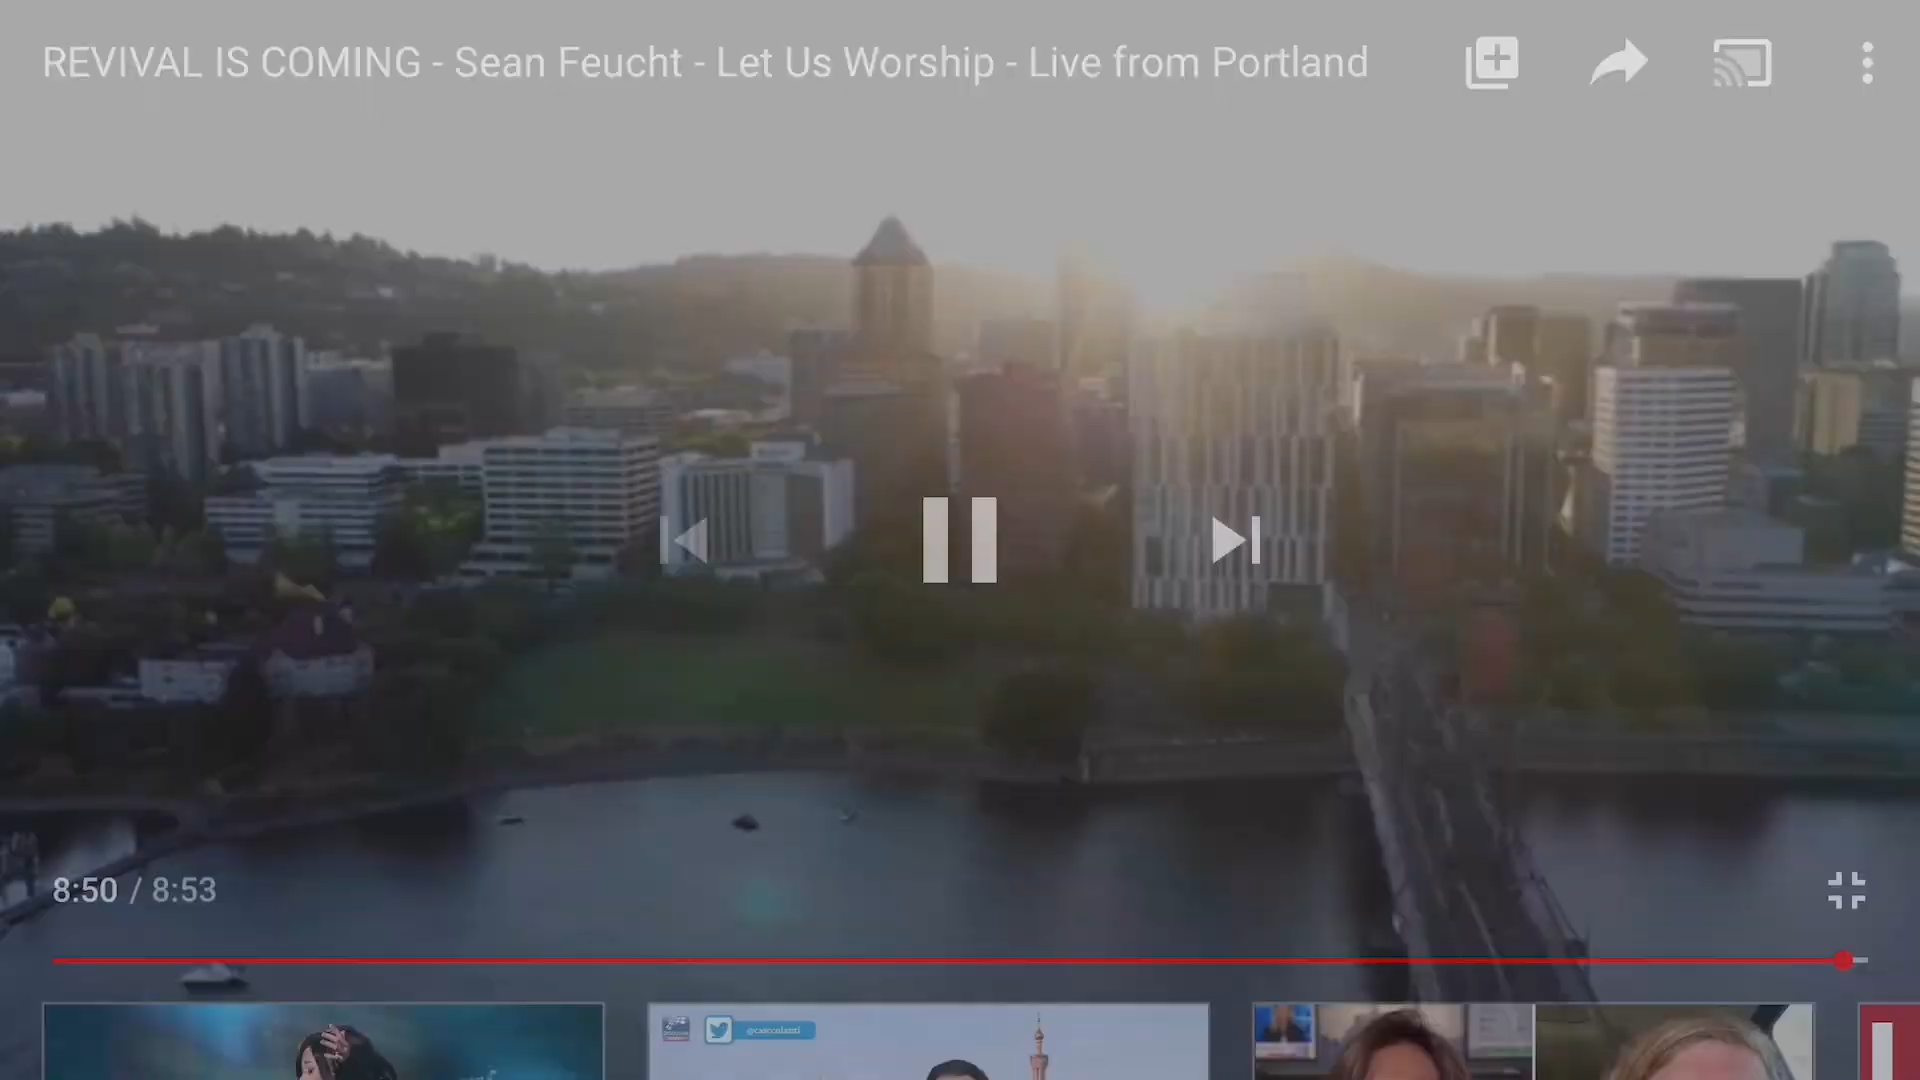 REVIVAL IS COMING - Sean Feucht - Let Us Worship - Live from Portland
8:50 / 8:53